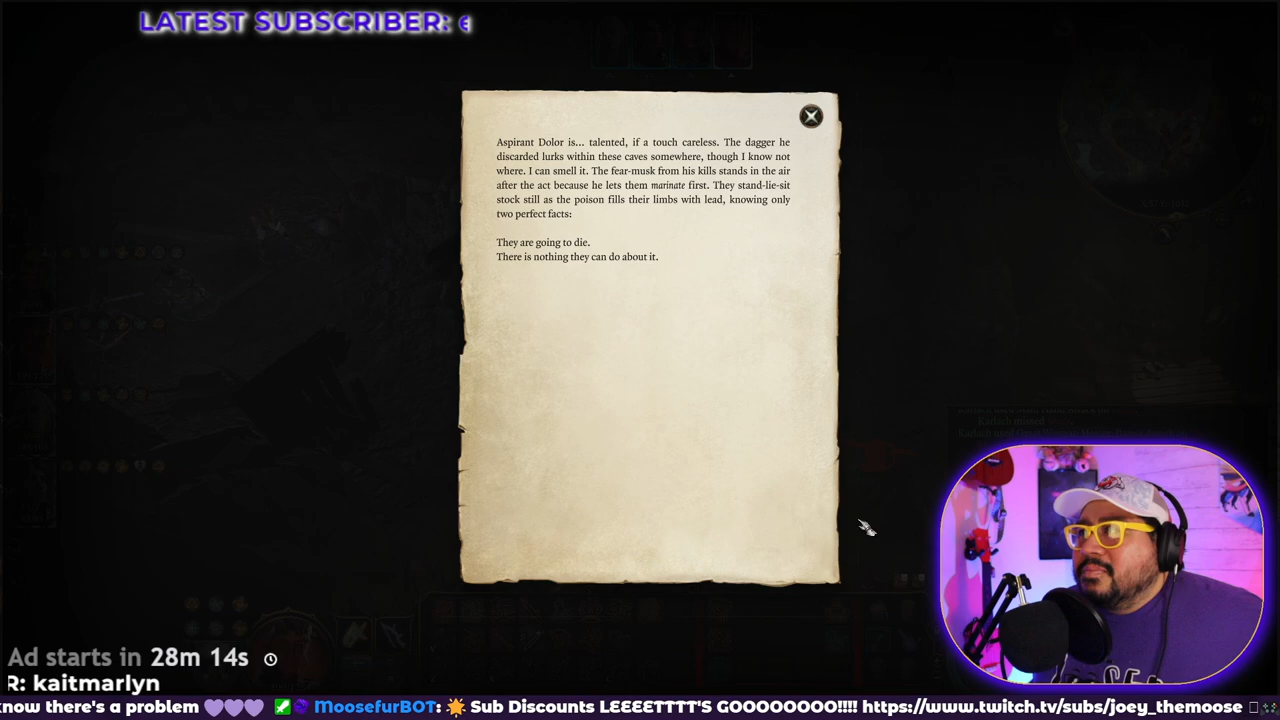 LATEST SUBSCRIBER: e
Aspirant Dolor is... talented, if a touch careless. The dagger he
discarded lurks within these caves somewhere, though I know not
where. I can smell it. The fear-musk from his kills stands in the air
after the act because he lets them marinate first. They stand-lie-sit
stock still as the poison fills their limbs with lead, knowing only
two perfect facts:
They are going to die.
There is nothing they can do about it.
Karlach missed
Ad starts in 28m 14s
R: kaitmarlyn
know there's a problem 💜💜💜 MoosefurBOT: Sub Discounts LEEEETTTT'S GOOOOOOOO!!!! https://www.twitch.tv/subs/joey_themoose